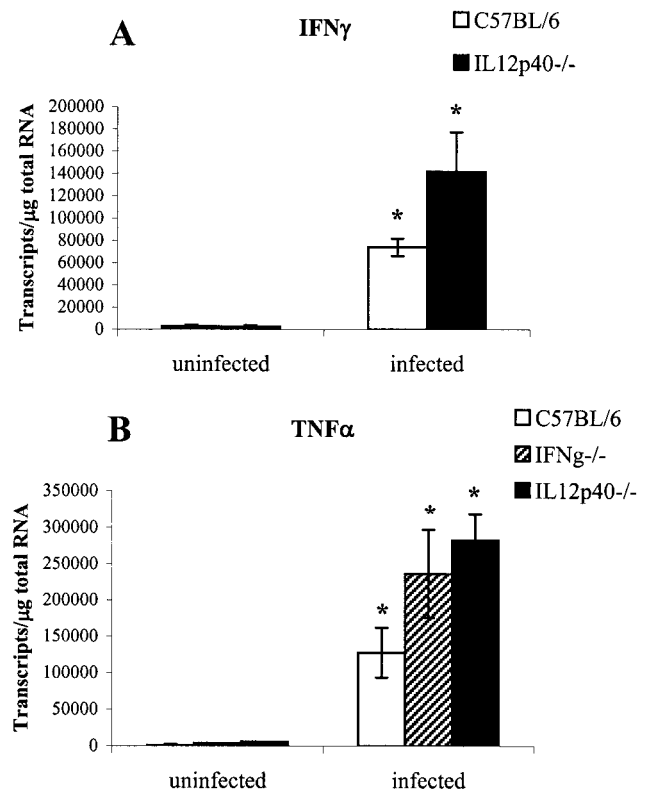 A
IFNγ
C57BL/6
IL12p40-/-
Transcripts/µg total RNA
200000
180000
160000
140000
120000
100000
80000
60000
40000
20000
0
*
*
uninfected
infected
B
TNFα
C57BL/6
IFNg-/-
IL12p40-/-
Transcripts/µg total RNA
350000
300000
250000
200000
150000
100000
50000
0
*
*
*
uninfected
infected